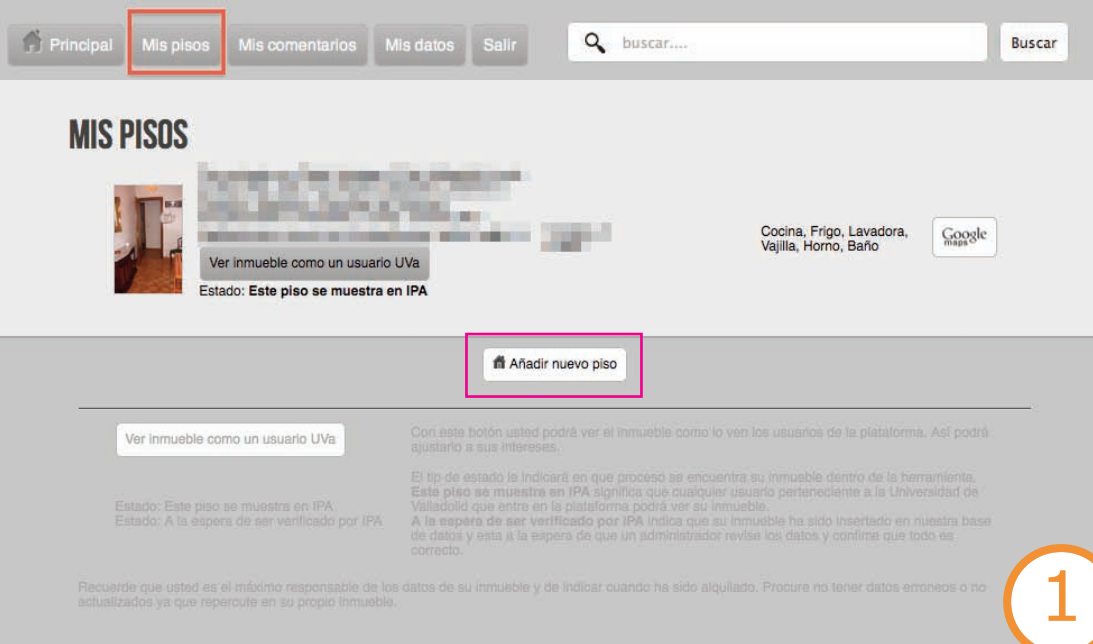 Principal Mis pisos Mis comentarios Mis datos Salir buscar.... Buscar
MIS PISOS
Cocina, Frigo, Lavadora,
Vajilla, Horno, Baño
Google
maps
Ver inmueble como un usuario UVa
Estado: Este piso se muestra en IPA
Añadir nuevo piso
Ver inmueble como un usuario UVa
Con este botón usted podrá ver el inmueble como lo ven los usuarios de la plataforma. Así podrá
ajustarlo a sus intereses.
Estado: Este piso se muestra en IPA
Estado: A la espera de ser verificado por IPA
El tip de estado le indicará en que proceso se encuentra su inmueble dentro de la herramienta.
Este piso se muestra en IPA significa que cualquier usuario perteneciente a la Universidad de
Valladolid que entre en la plataforma podrá ver su inmueble.
A la espera de ser verificado por IPA indica que su inmueble ha sido insertado en nuestra base
de datos y esta a la espera de que un administrador revise los datos y confirme que todo es
correcto.
Recuerde que usted es el máximo responsable de los datos de su inmueble y de indicar cuando ha sido alquilado. Procure no tener datos erroneos o no
actualizados ya que repercute en su propio inmueble.
1